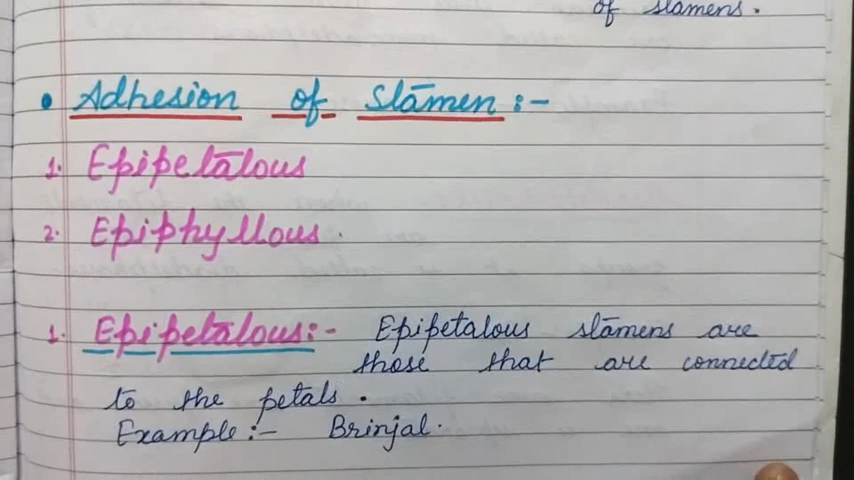 of stamens.
• Adhesion of Stamen :-
1. Epipetalous
2. Epiphyllous
1. Epipetalous :- Epipetalous stamens are
those that are connected
to the petals.
Example :- Brinjal.